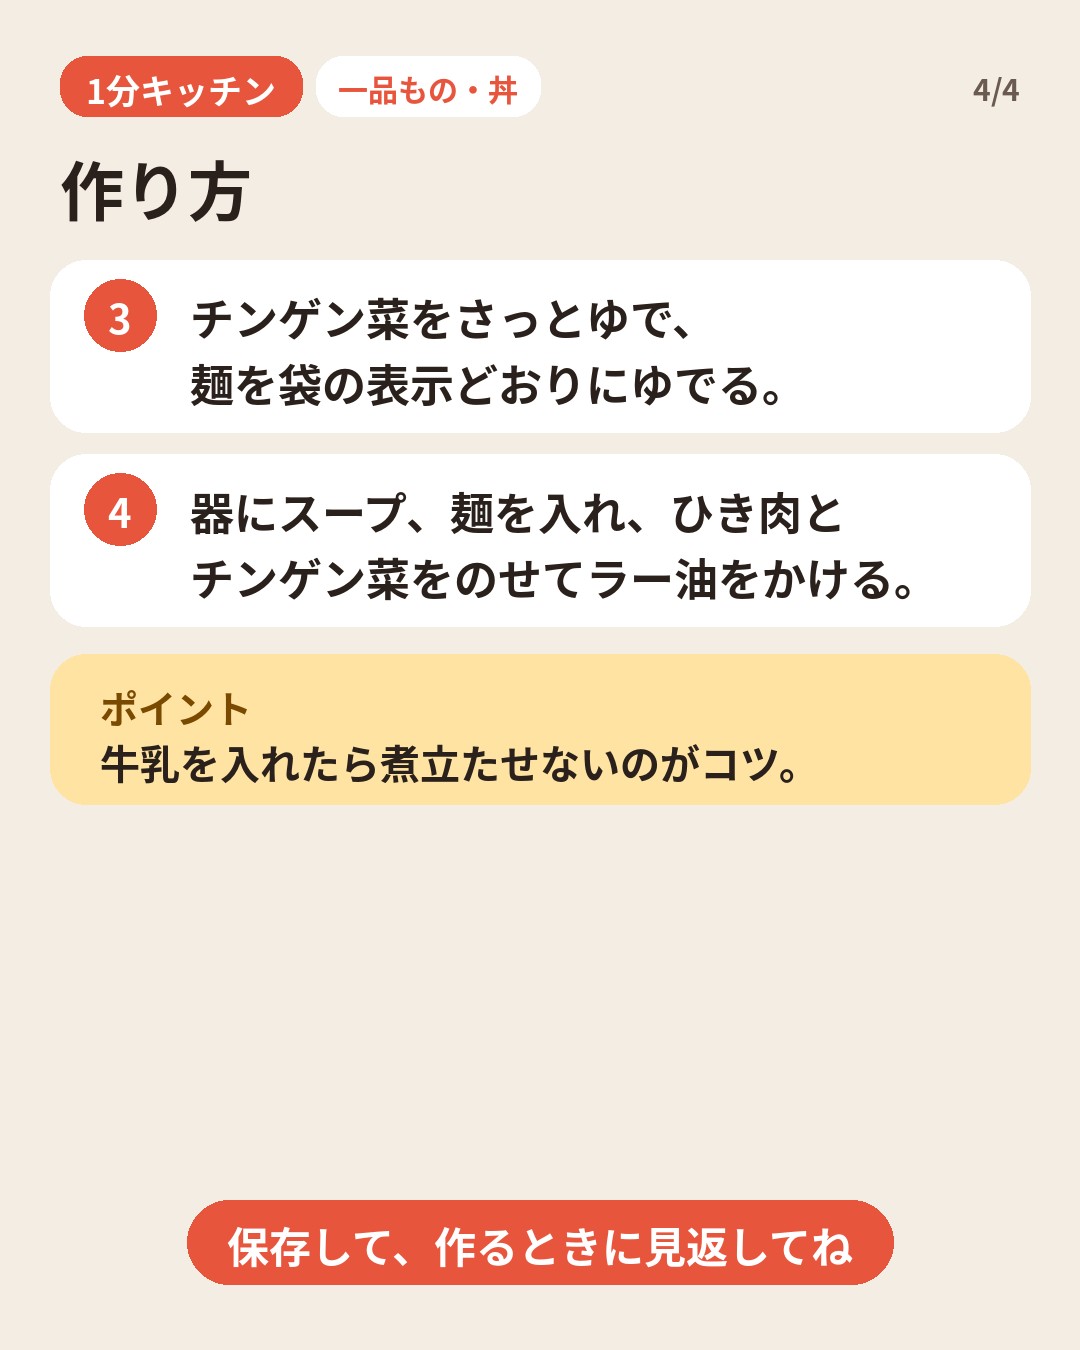 1分キッチン
一品もの・丼
4/4
作り方
3
チンゲン菜をさっとゆで、
麺を袋の表示どおりにゆでる。
4
器にスープ、麺を入れ、ひき肉と
チンゲン菜をのせてラー油をかける。
ポイント
牛乳を入れたら煮立たせないのがコツ。
保存して、作るときに見返してね